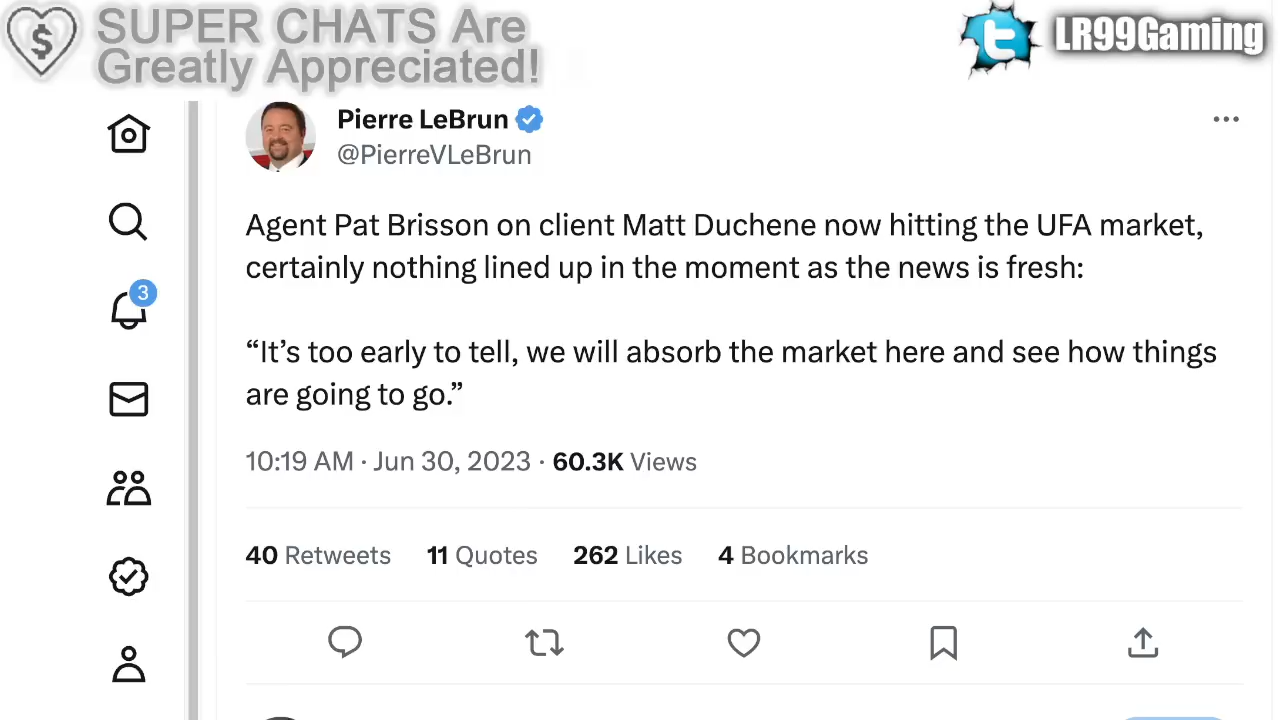 SUPER CHATS Are
Greatly Appreciated!
LR99Gaming
Pierre LeBrun
@PierreVLeBrun
Agent Pat Brisson on client Matt Duchene now hitting the UFA market,
certainly nothing lined up in the moment as the news is fresh:
“It’s too early to tell, we will absorb the market here and see how things
are going to go.”
10:19 AM · Jun 30, 2023 · 60.3K Views
40 Retweets 11 Quotes 262 Likes 4 Bookmarks
3